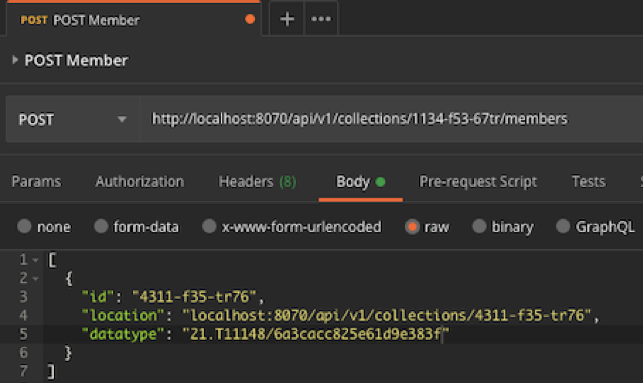 POST POST Member + •••
POST Member
POST http://localhost:8070/api/v1/collections/1134-f53-67tr/members
Params Authorization Headers (8) Body Pre-request Script Tests
none form-data x-www-form-urlencoded raw binary GraphQL
1 [
2 {
3 "id": "4311-f35-tr76",
4 "location": "localhost:8070/api/v1/collections/4311-f35-tr76",
5 "datatype": "21.T11148/6a3cacc825e61d9e383f"
6 }
7 ]